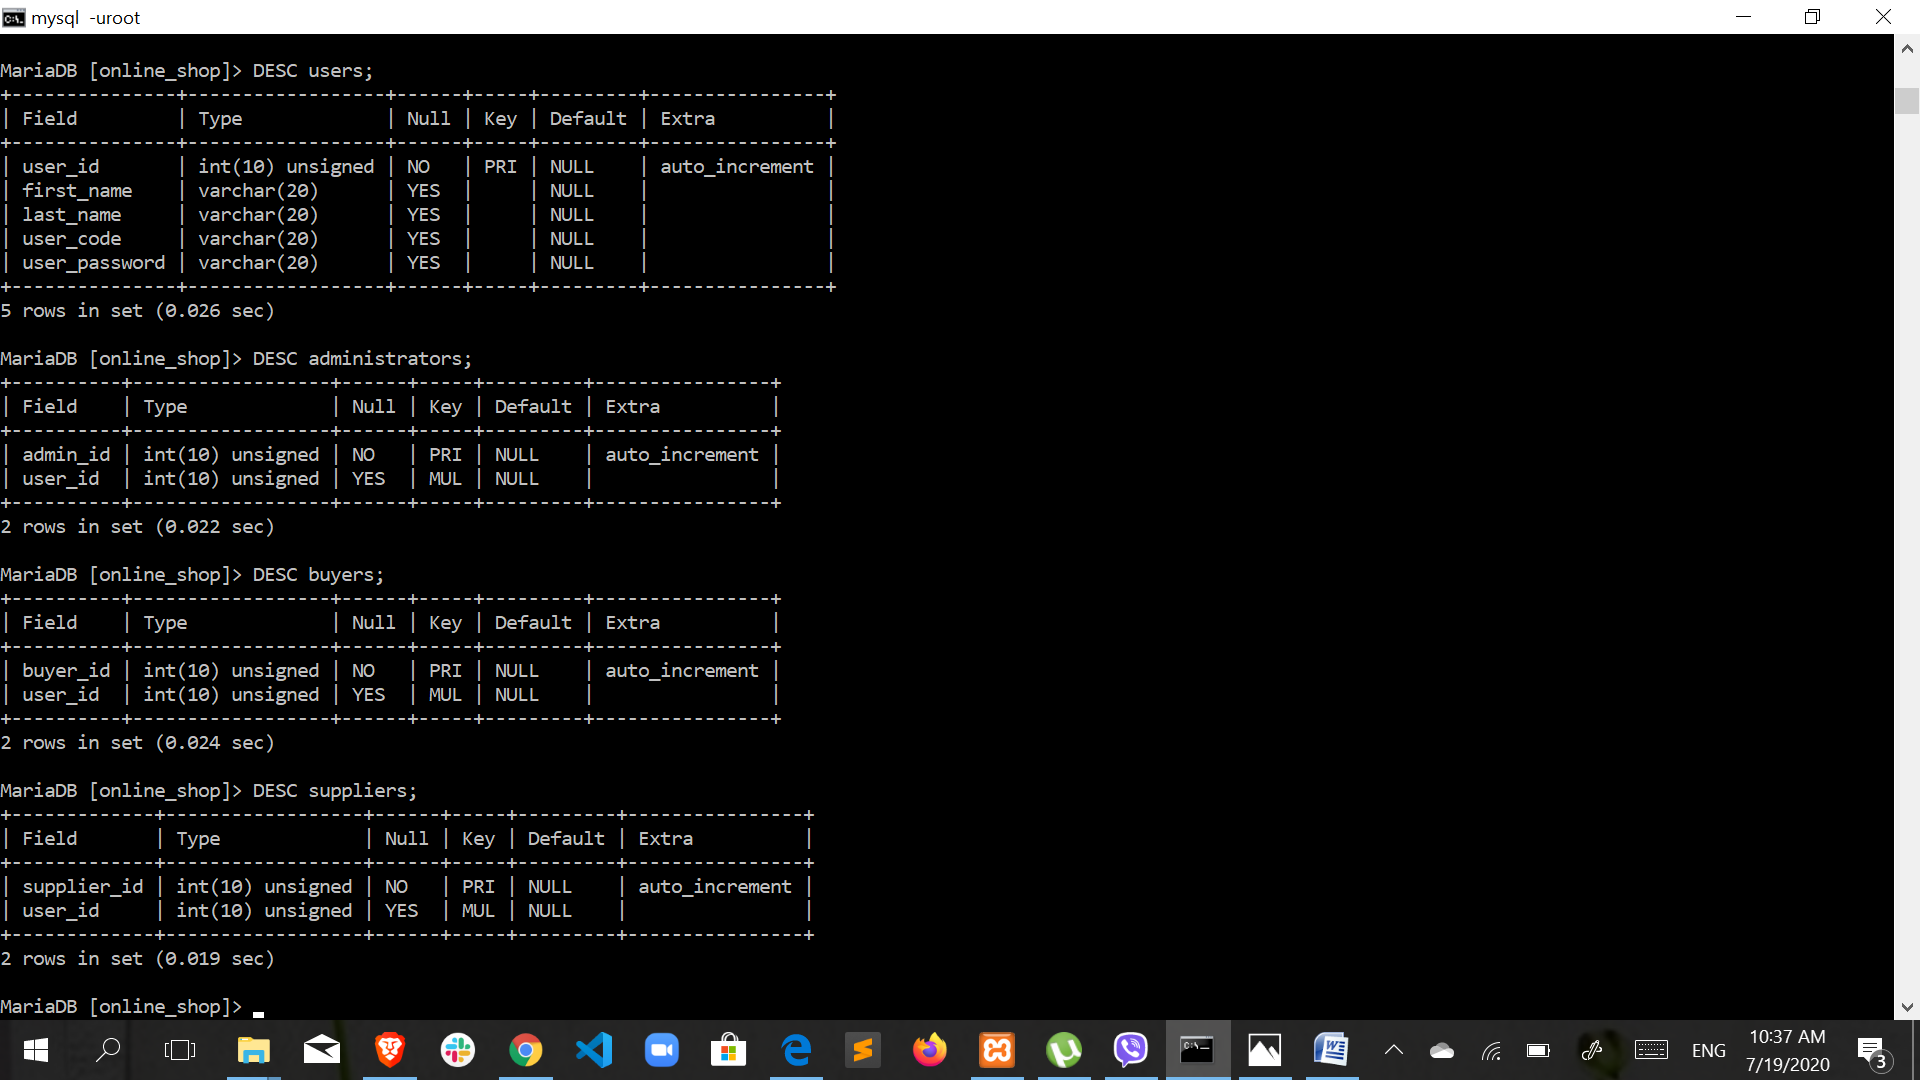 mysql  -uroot
MariaDB [online_shop]> DESC users;
+---------------+------------------+------+-----+---------+----------------+
| Field         | Type             | Null | Key | Default | Extra          |
+---------------+------------------+------+-----+---------+----------------+
| user_id       | int(10) unsigned | NO   | PRI | NULL    | auto_increment |
| first_name    | varchar(20)      | YES  |     | NULL    |                |
| last_name     | varchar(20)      | YES  |     | NULL    |                |
| user_code     | varchar(20)      | YES  |     | NULL    |                |
| user_password | varchar(20)      | YES  |     | NULL    |                |
+---------------+------------------+------+-----+---------+----------------+
5 rows in set (0.026 sec)
MariaDB [online_shop]> DESC administrators;
+----------+------------------+------+-----+---------+----------------+
| Field    | Type             | Null | Key | Default | Extra          |
+----------+------------------+------+-----+---------+----------------+
| admin_id | int(10) unsigned | NO   | PRI | NULL    | auto_increment |
| user_id  | int(10) unsigned | YES  | MUL | NULL    |                |
+----------+------------------+------+-----+---------+----------------+
2 rows in set (0.022 sec)
MariaDB [online_shop]> DESC buyers;
+----------+------------------+------+-----+---------+----------------+
| Field    | Type             | Null | Key | Default | Extra          |
+----------+------------------+------+-----+---------+----------------+
| buyer_id | int(10) unsigned | NO   | PRI | NULL    | auto_increment |
| user_id  | int(10) unsigned | YES  | MUL | NULL    |                |
+----------+------------------+------+-----+---------+----------------+
2 rows in set (0.024 sec)
MariaDB [online_shop]> DESC suppliers;
+-------------+------------------+------+-----+---------+----------------+
| Field       | Type             | Null | Key | Default | Extra          |
+-------------+------------------+------+-----+---------+----------------+
| supplier_id | int(10) unsigned | NO   | PRI | NULL    | auto_increment |
| user_id     | int(10) unsigned | YES  | MUL | NULL    |                |
+-------------+------------------+------+-----+---------+----------------+
2 rows in set (0.019 sec)
MariaDB [online_shop]> _
ENG
10:37 AM
7/19/2020
3